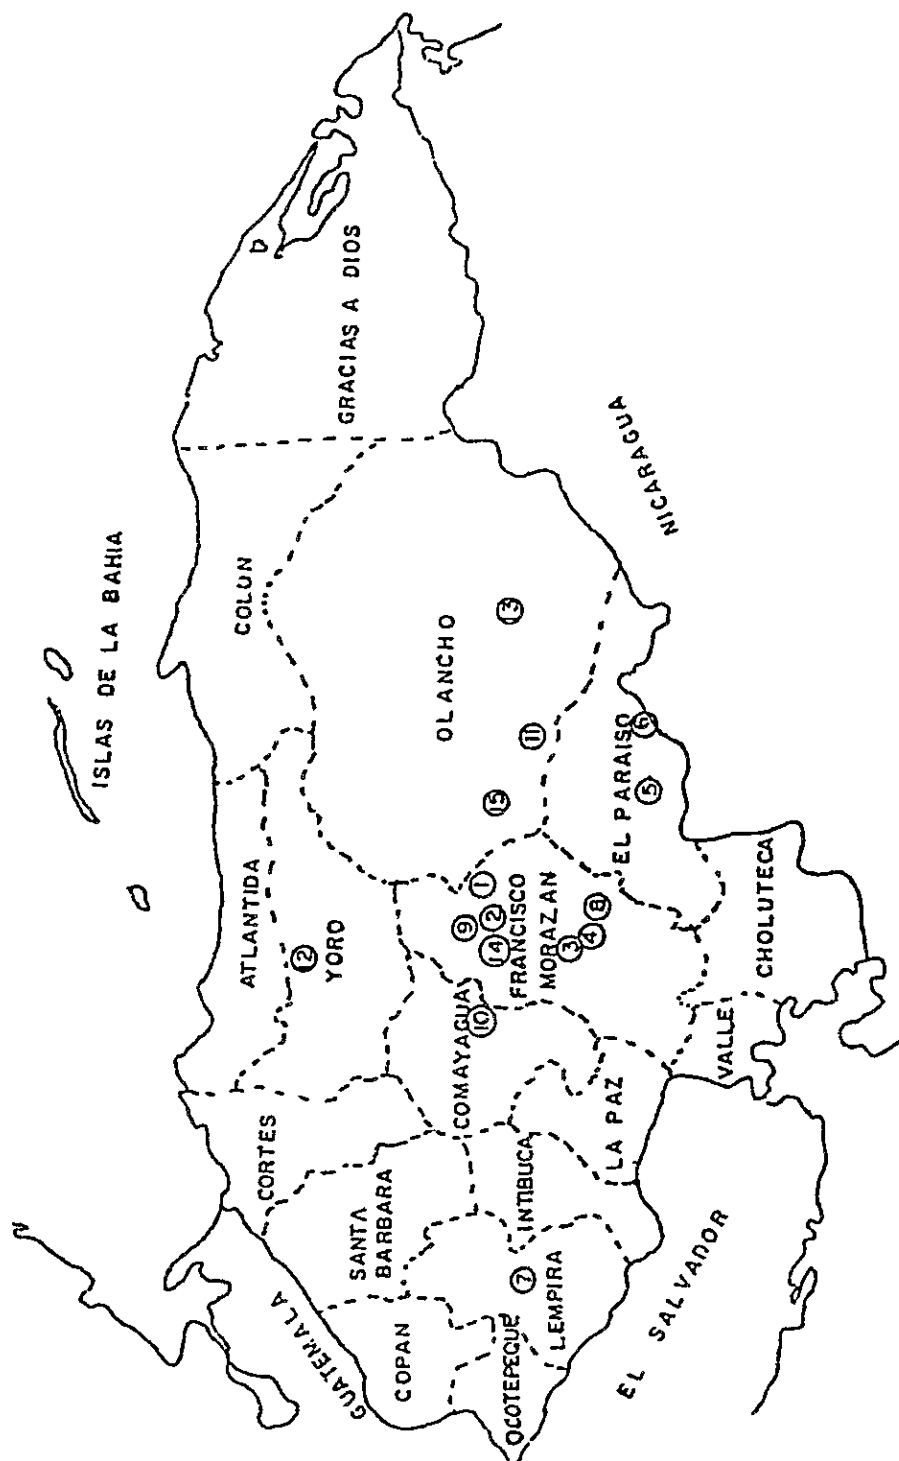 ISLAS DE LA BAHIA
GUATEMALA
CORTES
ATLANTIDA
COLUN
GRACIAS A DIOS
12
YORO
SANTA
BARBARA
COPAN
COMAYAGUA
10
9
1
2
14
FRANCISCO
MORAZAN
3
4
8
OLANCHO
15
11
13
OCOTEPEQUE
LEMPIRA
7
INTIBUCA
LA PAZ
EL PARAISO
5
6
VALLE
CHOLUTECA
EL SALVADOR
NICARAGUA